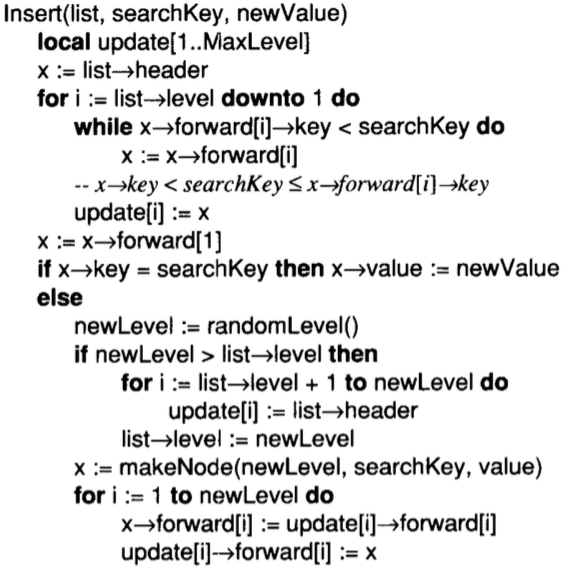 Insert(list, searchKey, newValue)
local update[1..MaxLevel]
x := list→header
for i := list→level downto 1 do
while x→forward[i]→key < searchKey do
x := x→forward[i]
-- x→key < searchKey ≤ x→forward[i]→key
update[i] := x
x := x→forward[1]
if x→key = searchKey then x→value := newValue
else
newLevel := randomLevel()
if newLevel > list→level then
for i := list→level + 1 to newLevel do
update[i] := list→header
list→level := newLevel
x := makeNode(newLevel, searchKey, value)
for i := 1 to newLevel do
x→forward[i] := update[i]→forward[i]
update[i]→forward[i] := x